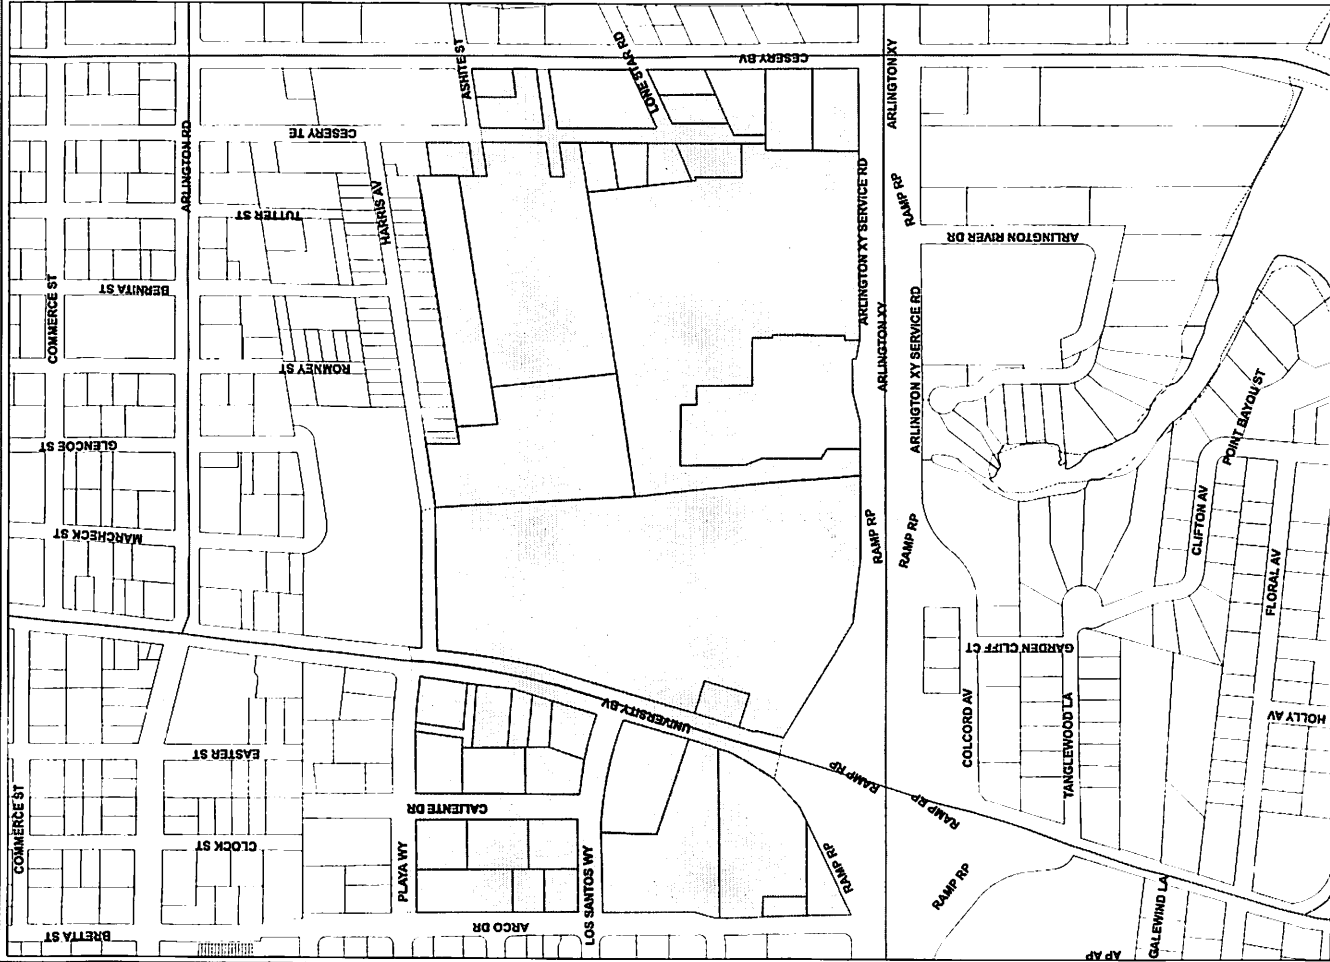 ASHITE ST
LONE STAR RD
CESERY BV
ARLINGTON XY
ARLINGTON RD
CESERY TE
HARRIS AV
TUTTER ST
ARLINGTON XY SERVICE RD
RAMP RP
ARLINGTON RIVER DR
COMMERCE ST
BERNITA ST
ARLINGTON XY
ARLINGTON XY SERVICE RD
ROMNEY ST
GLENCOE ST
POINT BAYOU ST
MARCHECK ST
RAMP RP
RAMP RP
CLIFTON AV
FLORAL AV
GARDEN CLIFF CT
UNIVERSITY BV
COLCORD AV
TANGLEWOOD LA
HOLLY AV
EASTER ST
RAMP RP
RAMP RP
COMMERCE ST
CALIENTE DR
CLOCK ST
PLAYA WY
LOS SANTOS WY
RAMP RP
RAMP RP
BRETTA ST
ARCO DR
GALEWIND LA
AP AP